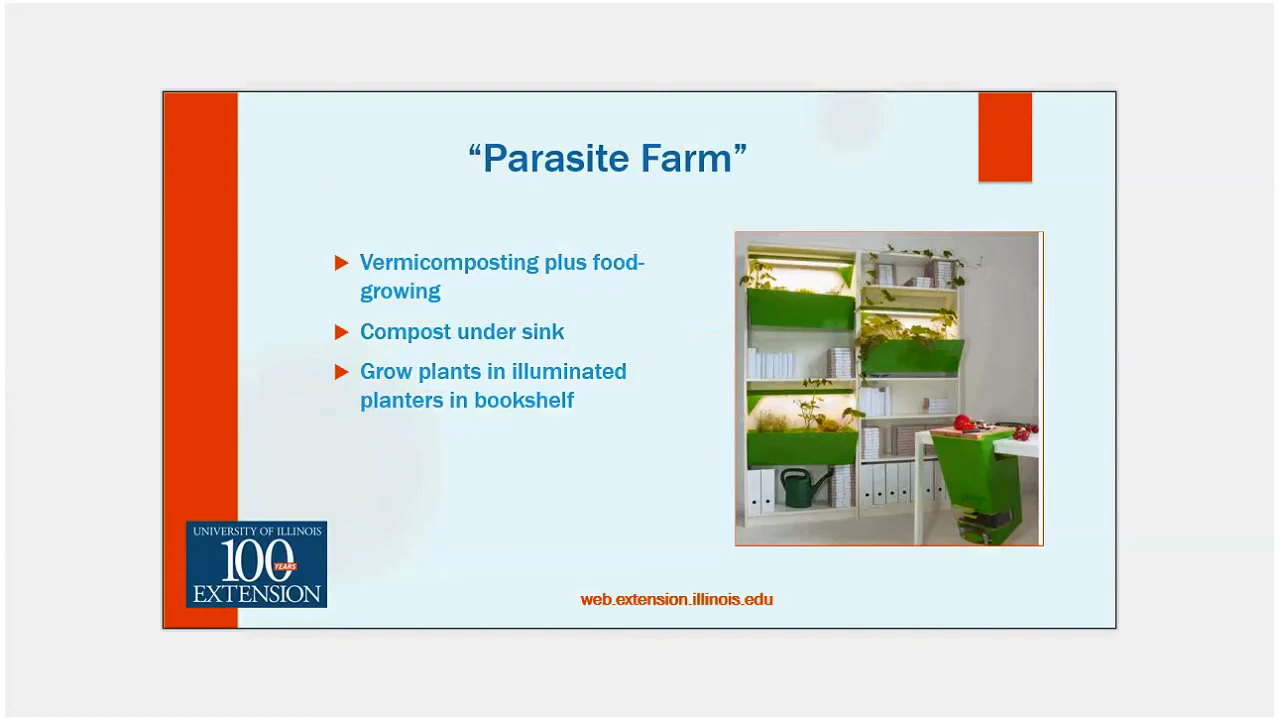 “Parasite Farm”
Vermicomposting plus food-
growing
Compost under sink
Grow plants in illuminated
planters in bookshelf
UNIVERSITY OF ILLINOIS
100
YEARS
EXTENSION
web.extension.illinois.edu